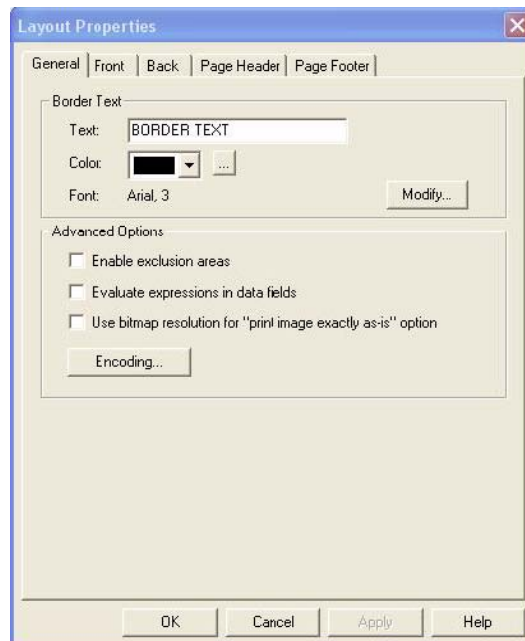 Layout Properties
General Front Back Page Header Page Footer
Border Text
Text: BORDER TEXT
Color: ...
Font: Arial, 3 Modify...
Advanced Options
Enable exclusion areas
Evaluate expressions in data fields
Use bitmap resolution for "print image exactly as-is" option
Encoding...
OK Cancel Apply Help